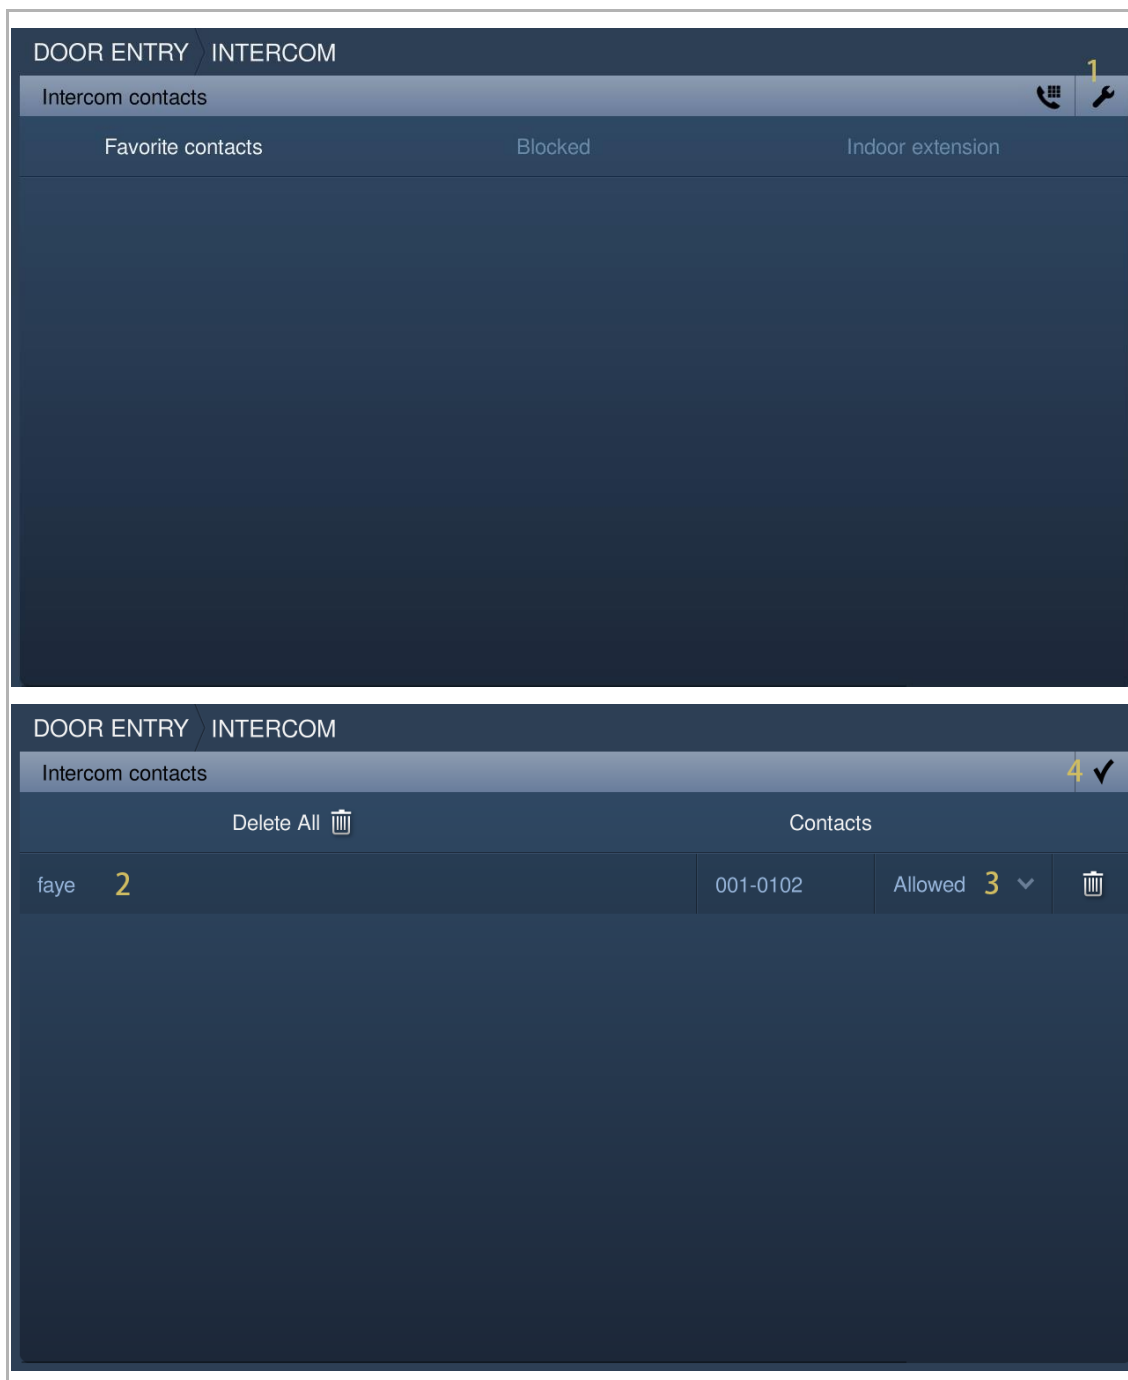 DOOR ENTRY INTERCOM
1
Intercom contacts
Favorite contacts Blocked Indoor extension
DOOR ENTRY INTERCOM
Intercom contacts 4
Delete All Contacts
faye 2 001-0102 Allowed 3